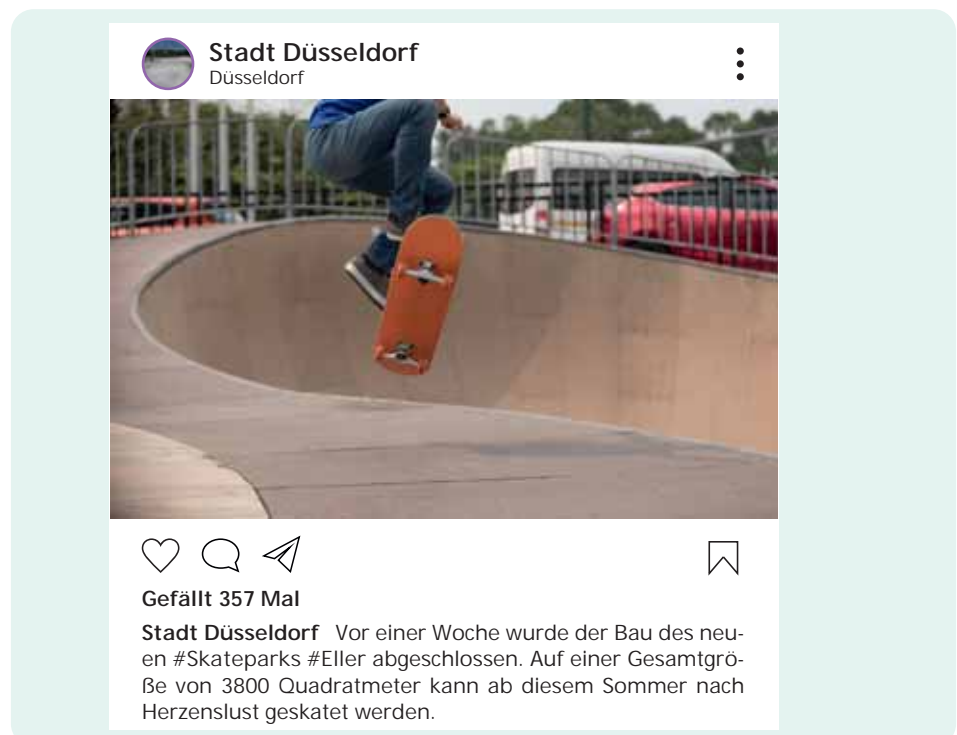 Stadt Düsseldorf
Düsseldorf
Gefällt 357 Mal
Stadt Düsseldorf Vor einer Woche wurde der Bau des neu-
en #Skateparks #Eller abgeschlossen. Auf einer Gesamtgrö-
ße von 3800 Quadratmeter kann ab diesem Sommer nach
Herzenslust geskatet werden.